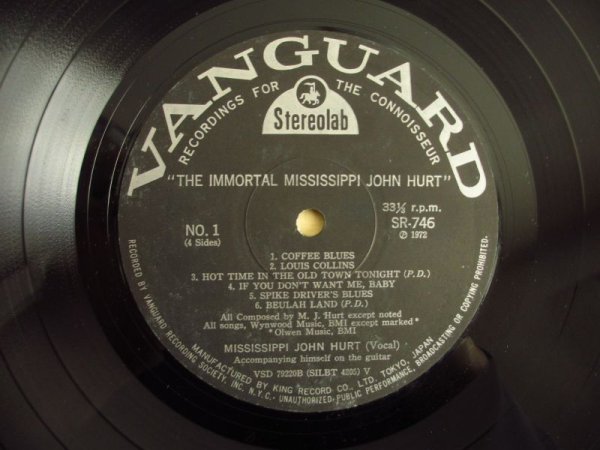 VANGUARD
RECORDINGS FOR THE CONNOISSEUR
Stereolab
"THE IMMORTAL MISSISSIPPI JOHN HURT"
NO. 1
(4 Sides)
33⅓ r.p.m.
SR-746
Ⓟ 1972
1. COFFEE BLUES
2. LOUIS COLLINS
3. HOT TIME IN THE OLD TOWN TONIGHT (P.D.)
4. IF YOU DON'T WANT ME, BABY
5. SPIKE DRIVER'S BLUES
6. BEULAH LAND (P.D.)
All Composed by M. J. Hurt except noted
All songs, Wynwood Music, BMI except marked*
*Olwen Music, BMI
MISSISSIPPI JOHN HURT (Vocal)
Accompanying himself on the guitar
VSD 79220B (SILBT 4205) V
RECORDED BY VANGUARD RECORDING SOCIETY, INC. N.Y.C. · UNAUTHORIZED PUBLIC PERFORMANCE, BROADCASTING OR COPYING PROHIBITED.
MANUFACTURED BY KING RECORD CO., LTD. TOKYO, JAPAN